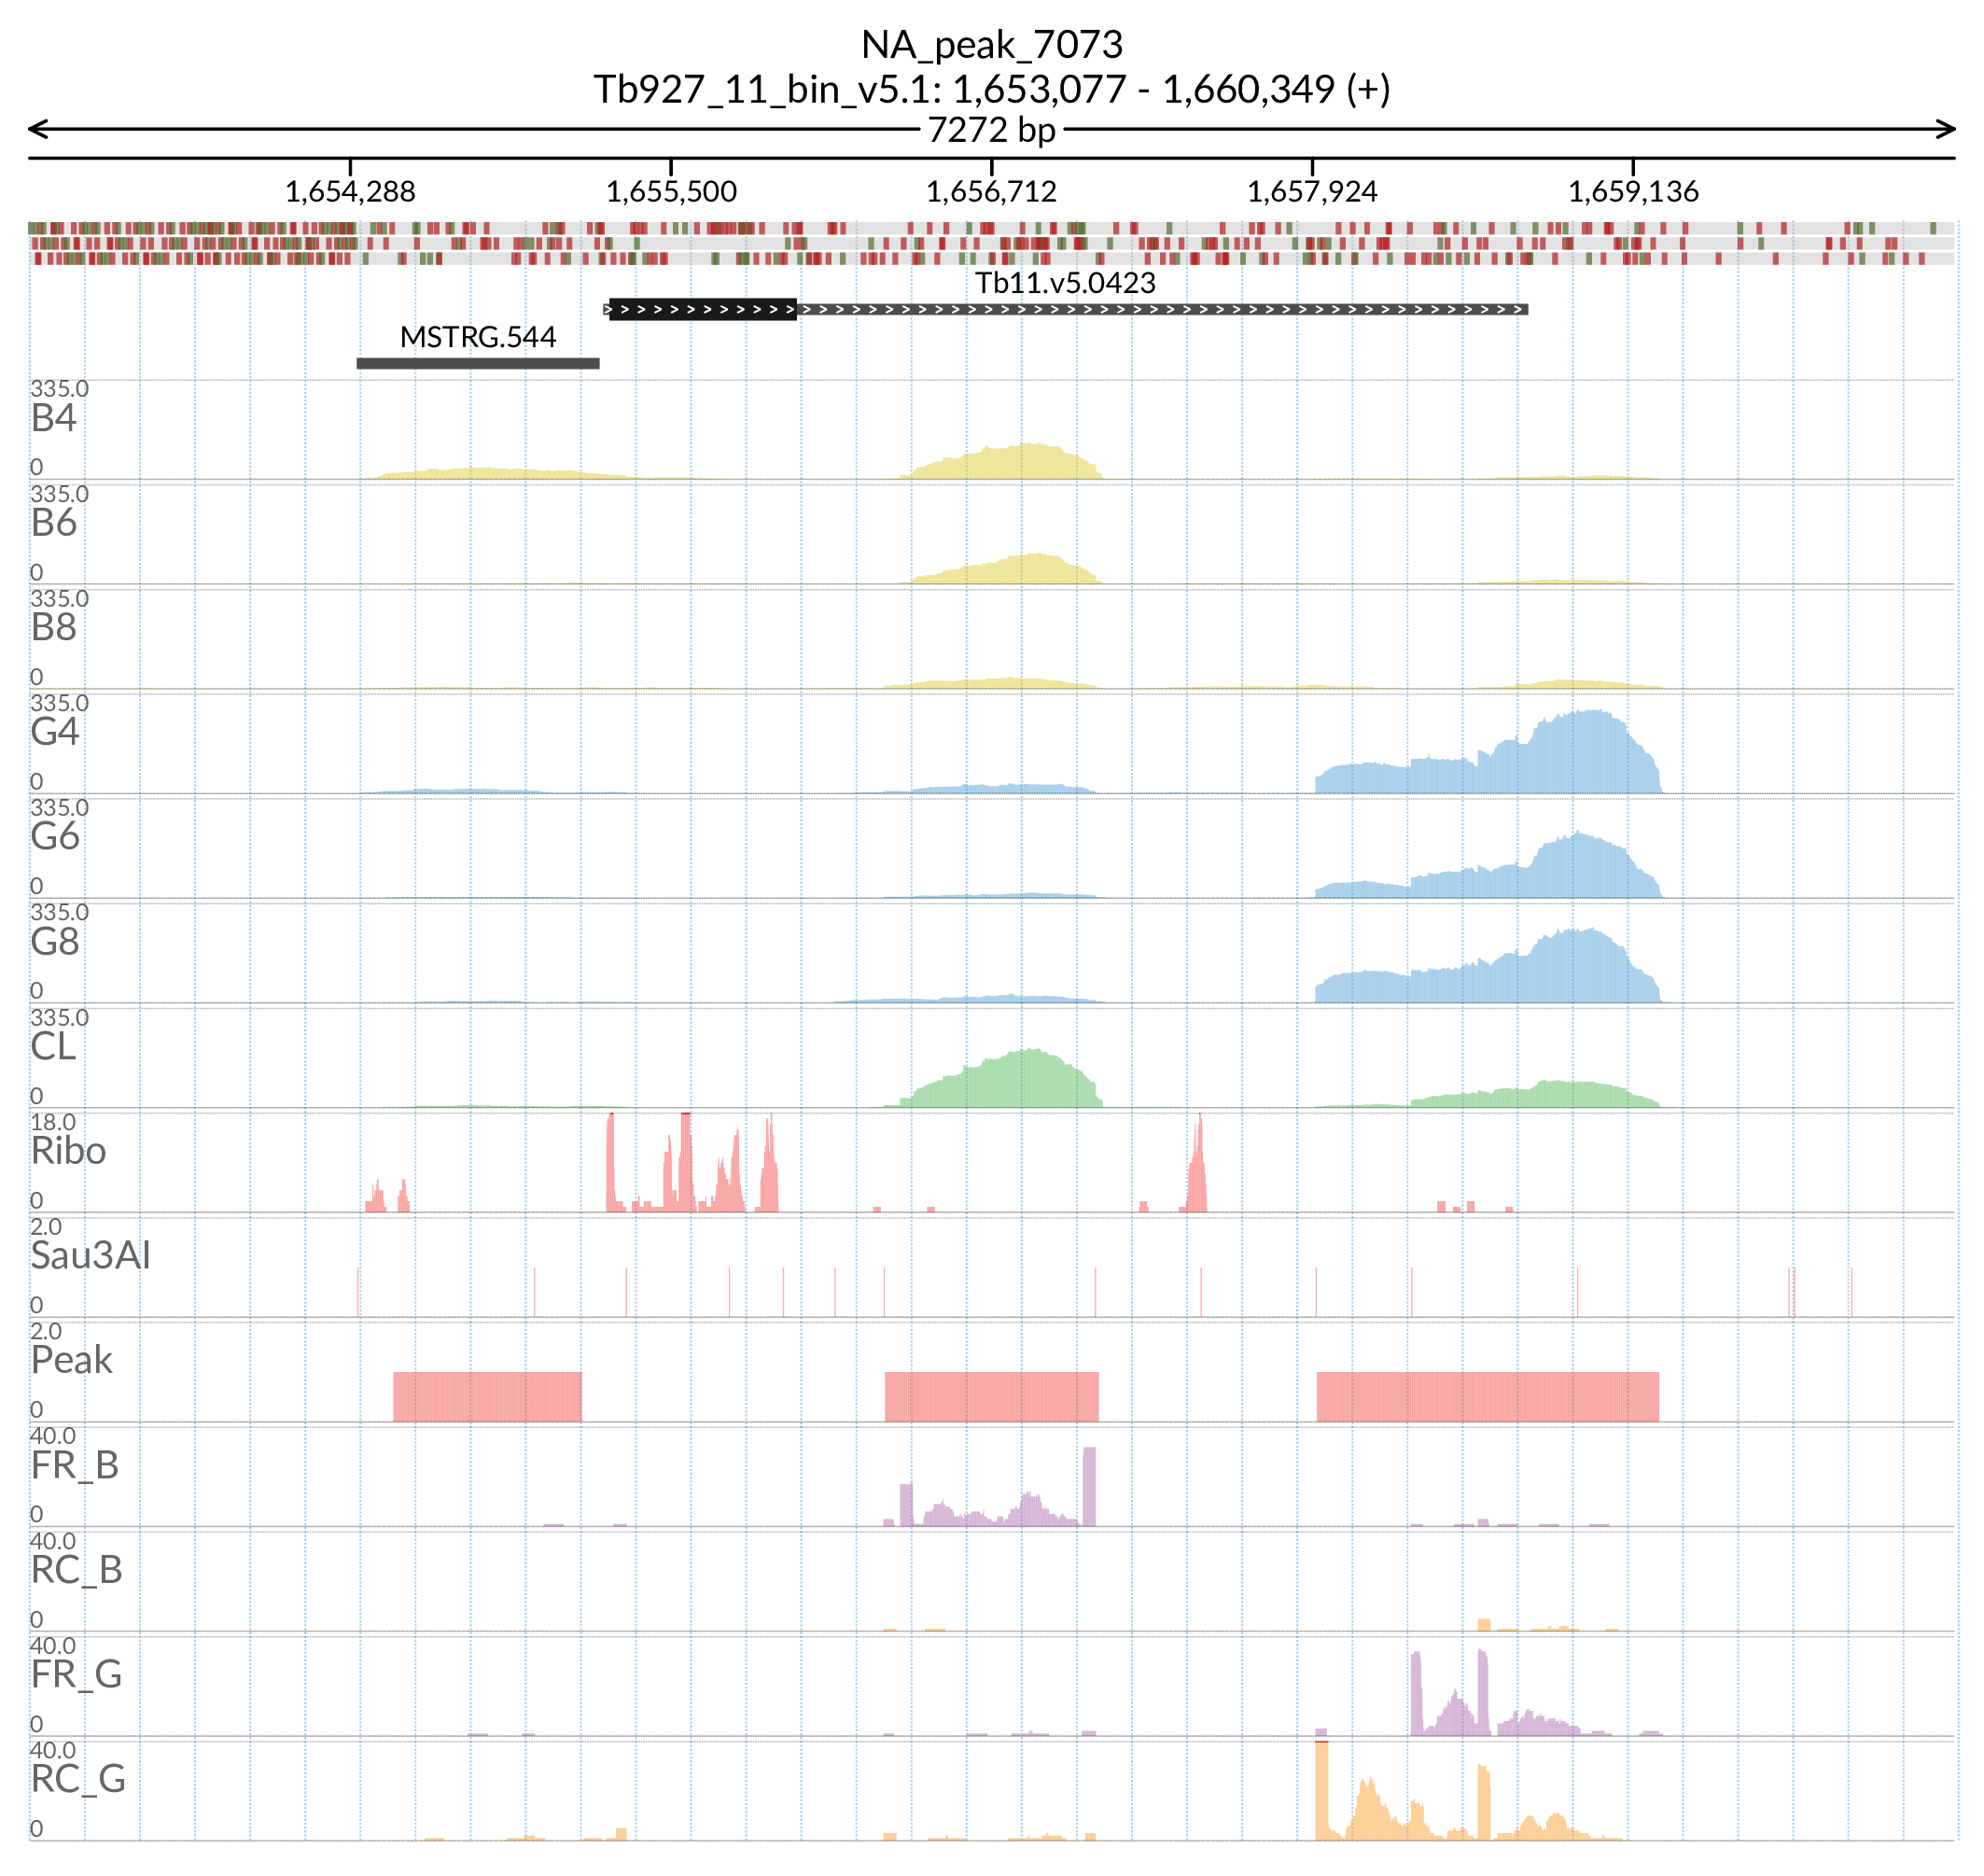 NA_peak_7073
Tb927_11_bin_v5.1: 1,653,077 - 1,660,349 (+)
7272 bp
1,654,288 1,655,500 1,656,712 1,657,924 1,659,136
Tb11.v5.0423
MSTRG.544
335.0
B4
0
335.0
B6
0
335.0
B8
0
335.0
G4
0
335.0
G6
0
335.0
G8
0
335.0
CL
0
18.0
Ribo
0
2.0
Sau3AI
0
2.0
Peak
0
40.0
FR_B
0
40.0
RC_B
0
40.0
FR_G
0
40.0
RC_G
0